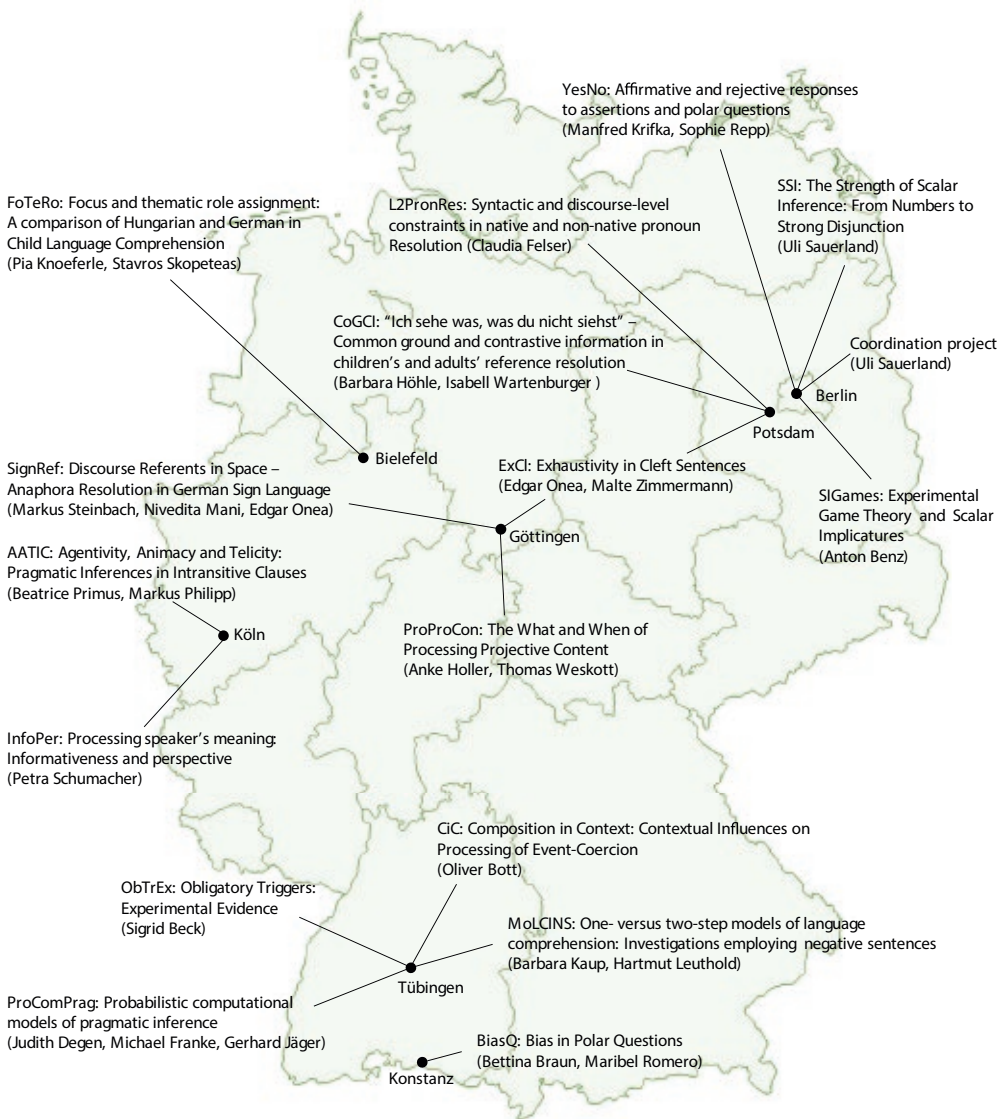 YesNo: Affirmative and rejective responses
to assertions and polar questions
(Manfred Krifka, Sophie Repp)
SSI: The Strength of Scalar
Inference: From Numbers to
Strong Disjunction
(Uli Sauerland)
FoTeRo: Focus and thematic role assignment:
A comparison of Hungarian and German in
Child Language Comprehension
(Pia Knoeferle, Stavros Skopeteas)
L2PronRes: Syntactic and discourse-level
constraints in native and non-native pronoun
Resolution (Claudia Felser)
CoGCI: “Ich sehe was, was du nicht siehst” –
Common ground and contrastive information in
children’s and adults’ reference resolution
(Barbara Höhle, Isabell Wartenburger )
Coordination project
(Uli Sauerland)
Berlin
Potsdam
Bielefeld
SignRef: Discourse Referents in Space –
Anaphora Resolution in German Sign Language
(Markus Steinbach, Nivedita Mani, Edgar Onea)
ExCl: Exhaustivity in Cleft Sentences
(Edgar Onea, Malte Zimmermann)
SIGames: Experimental
Game Theory and Scalar
Implicatures
(Anton Benz)
Göttingen
AATIC: Agentivity, Animacy and Telicity:
Pragmatic Inferences in Intransitive Clauses
(Beatrice Primus, Markus Philipp)
Köln
ProProCon: The What and When of
Processing Projective Content
(Anke Holler, Thomas Weskott)
InfoPer: Processing speaker’s meaning:
Informativeness and perspective
(Petra Schumacher)
CiC: Composition in Context: Contextual Influences on
Processing of Event-Coercion
(Oliver Bott)
ObTrEx: Obligatory Triggers:
Experimental Evidence
(Sigrid Beck)
MoLCINS: One- versus two-step models of language
comprehension: Investigations employing negative sentences
(Barbara Kaup, Hartmut Leuthold)
Tübingen
ProComPrag: Probabilistic computational
models of pragmatic inference
(Judith Degen, Michael Franke, Gerhard Jäger)
BiasQ: Bias in Polar Questions
(Bettina Braun, Maribel Romero)
Konstanz